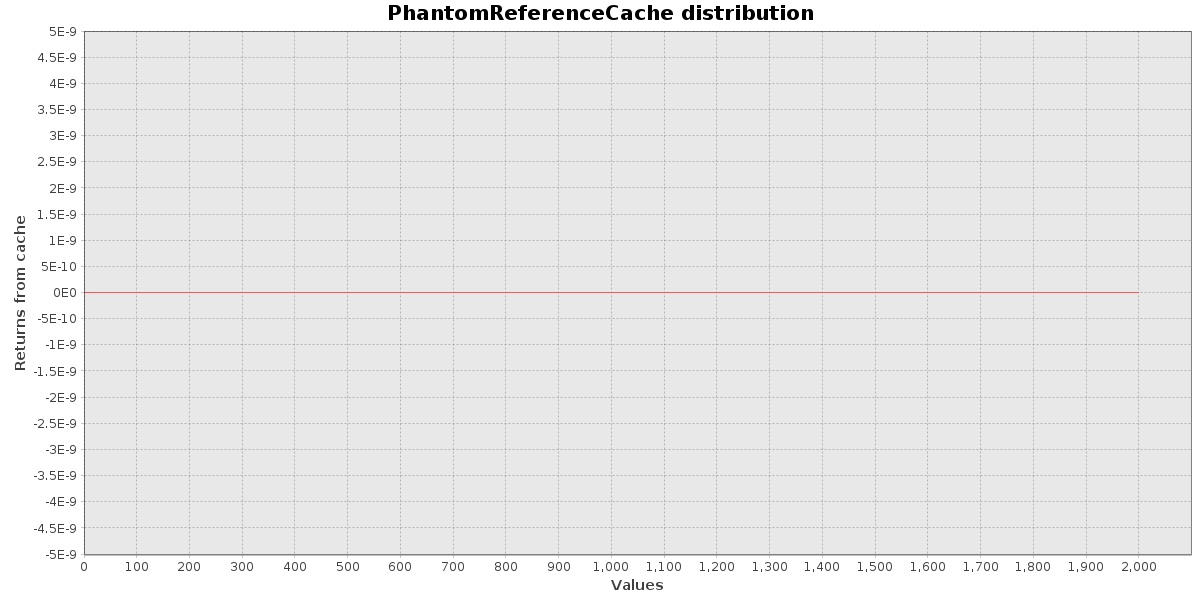 PhantomReferenceCache distribution
Returns from cache
5E-9
4.5E-9
4E-9
3.5E-9
3E-9
2.5E-9
2E-9
1.5E-9
1E-9
5E-10
0E0
-5E-10
-1E-9
-1.5E-9
-2E-9
-2.5E-9
-3E-9
-3.5E-9
-4E-9
-4.5E-9
-5E-9
0 100 200 300 400 500 600 700 800 900 1,000 1,100 1,200 1,300 1,400 1,500 1,600 1,700 1,800 1,900 2,000
Values